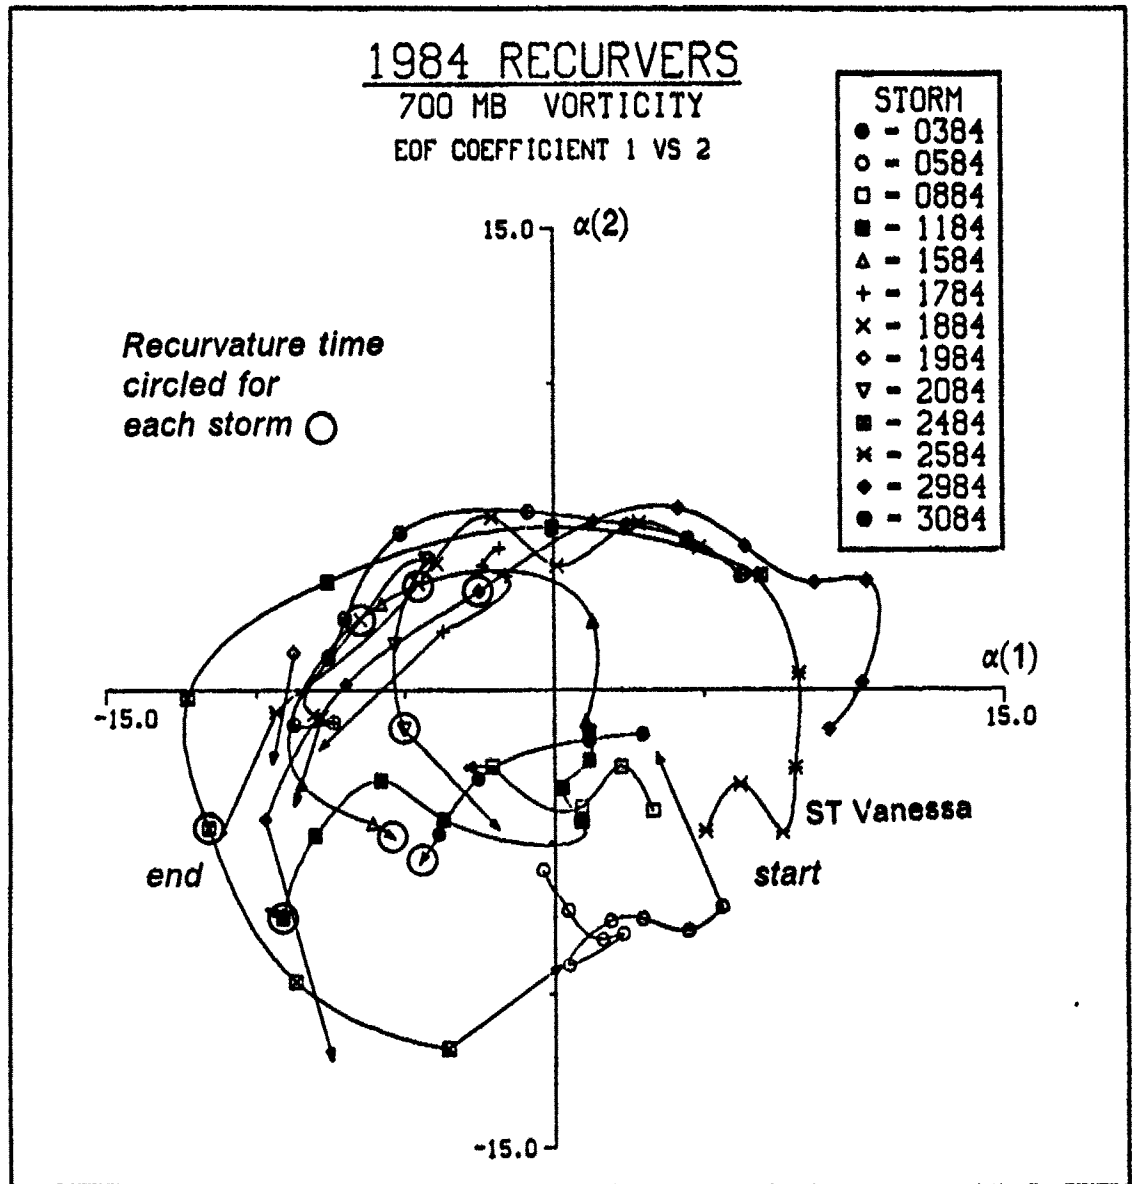 1984 RECURVERS
700 MB VORTICITY
EOF COEFFICIENT 1 VS 2
STORM
- 0384
- 0584
- 0884
- 1184
- 1584
- 1784
- 1884
- 1984
- 2084
- 2484
- 2584
- 2984
- 3084
15.0
α(2)
Recurvature time
circled for
each storm
α(1)
-15.0
15.0
ST Vanessa
end
start
-15.0